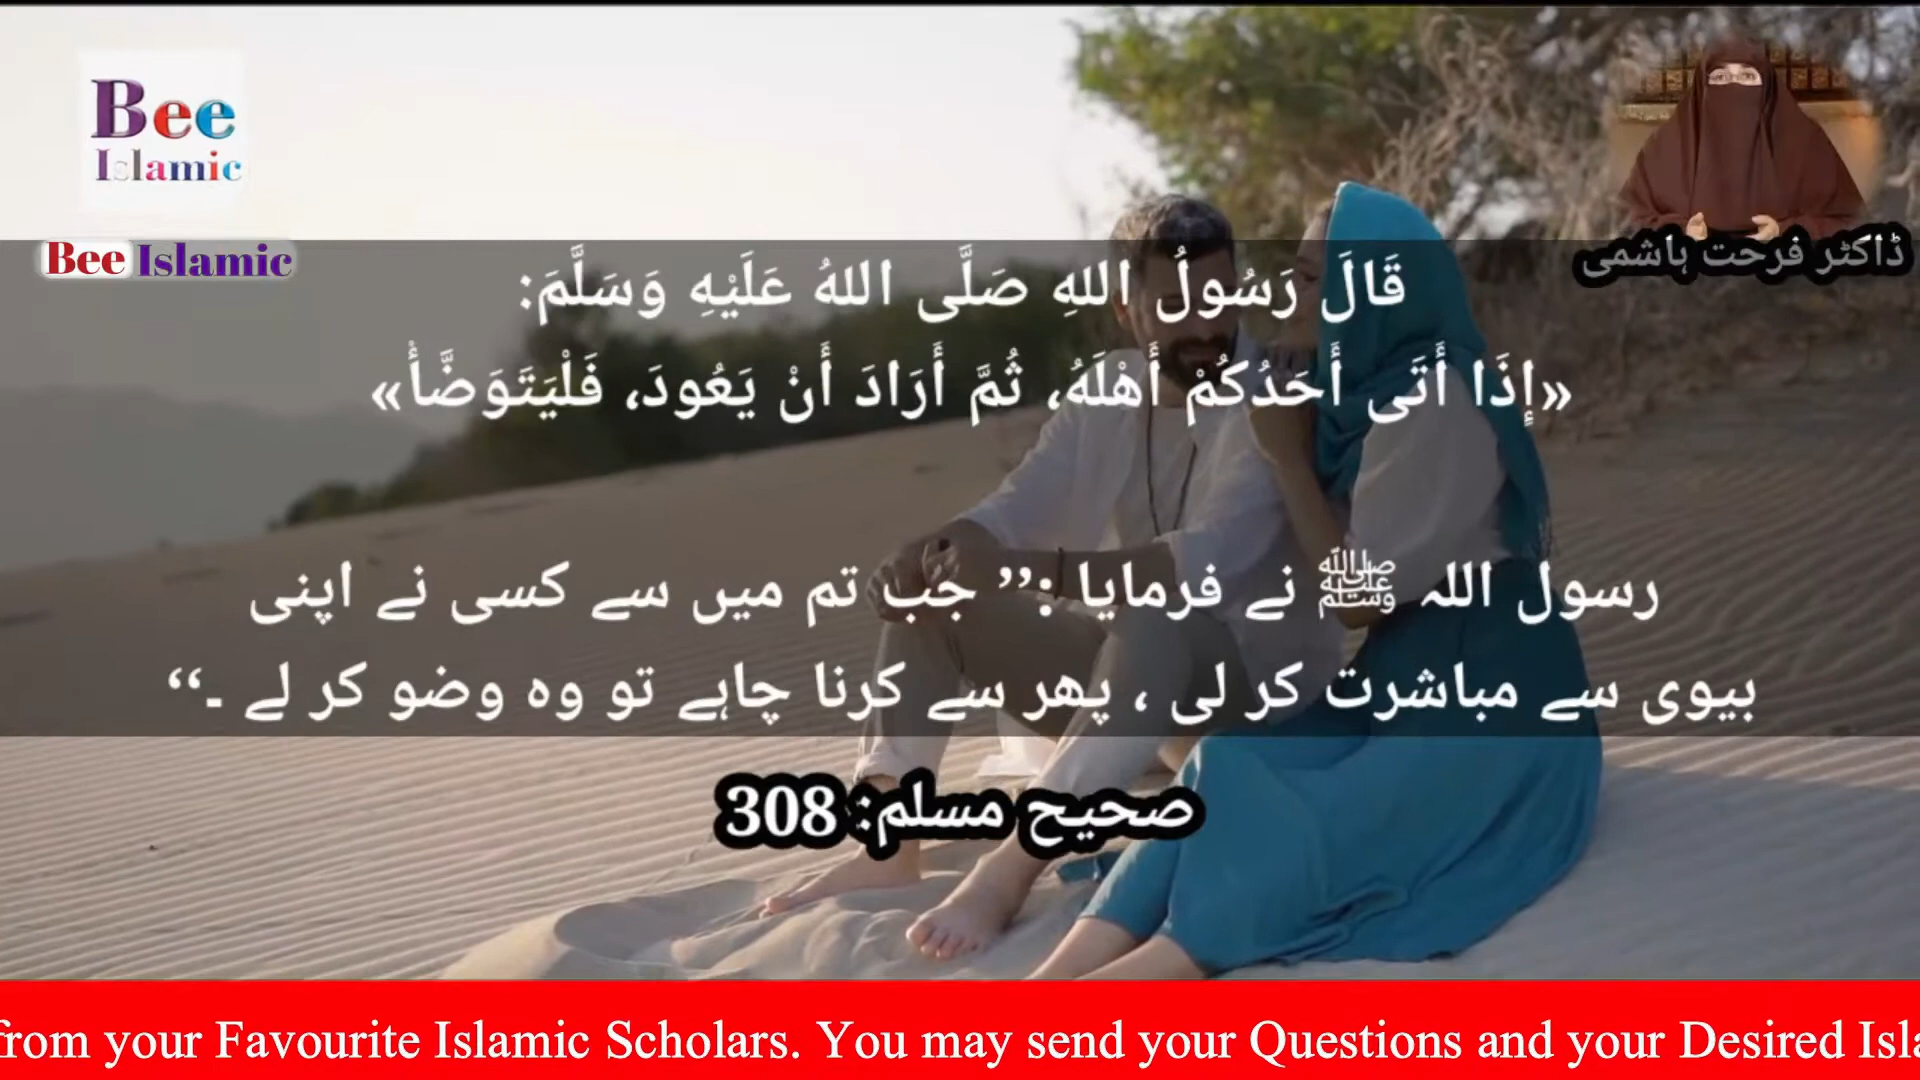 Bee
Islamic
Bee Islamic
ڈاکٹر فرحت ہاشمی
قَالَ رَسُولُ اللهِ صَلَّى اللهُ عَلَيْهِ وَسَلَّمَ:
«إِذَا أَتَى أَحَدُكُمْ أَهْلَهُ، ثُمَّ أَرَادَ أَنْ يَعُودَ، فَلْيَتَوَضَّأْ»
رسول اللہ ﷺ نے فرمایا :’’ جب تم میں سے کسی نے اپنی
بیوی سے مباشرت کر لی ، پھر سے کرنا چاہے تو وہ وضو کر لے ۔‘‘
صحیح مسلم: 308
from your Favourite Islamic Scholars. You may send your Questions and your Desired Isla